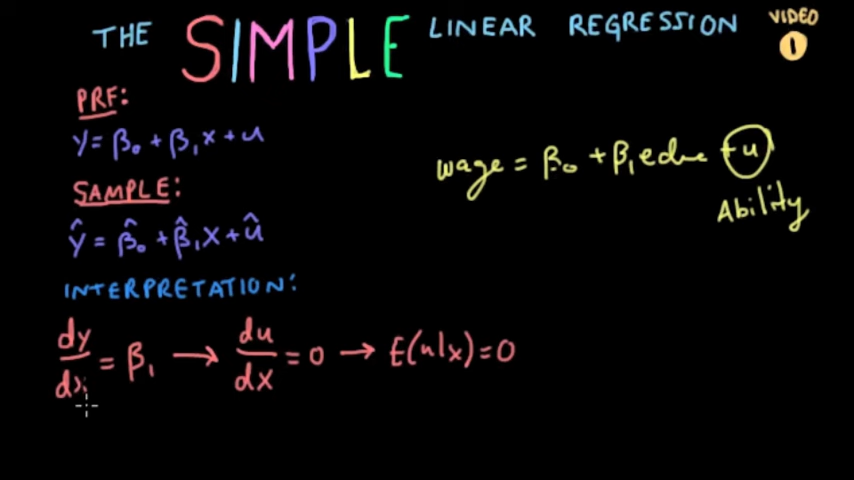 THE SIMPLE LINEAR REGRESSION
VIDEO
1
PRF:
Y = β₀ + β₁x + u
wage = β₀ + β₁educ + u
Ability
SAMPLE:
Ŷ = β̂₀ + β̂₁x + û
INTERPRETATION:
dy/dx = β₁ → du/dx = 0 → E(u|x) = 0